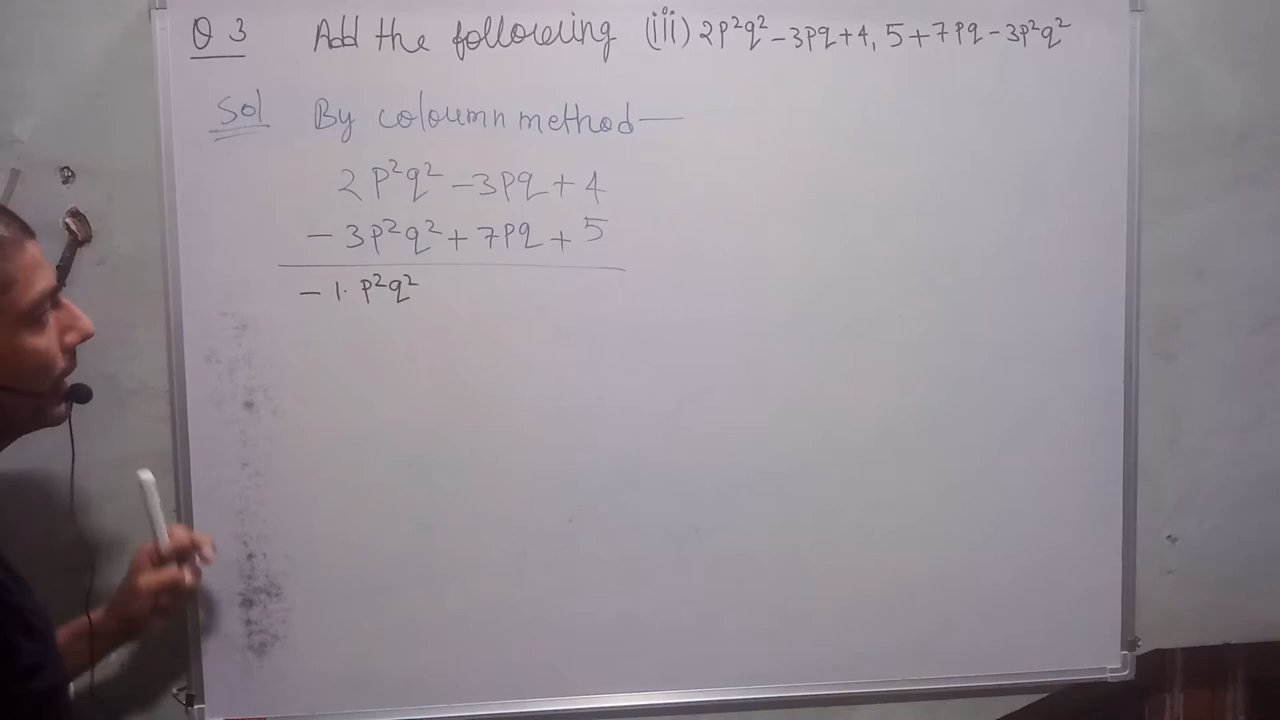 Q 3 Add the following (iii) 2p²q² - 3pq + 4, 5 + 7pq - 3p²q²
Sol By coloumn method —
2p²q² - 3pq + 4
- 3p²q² + 7pq + 5
- 1. p²q²